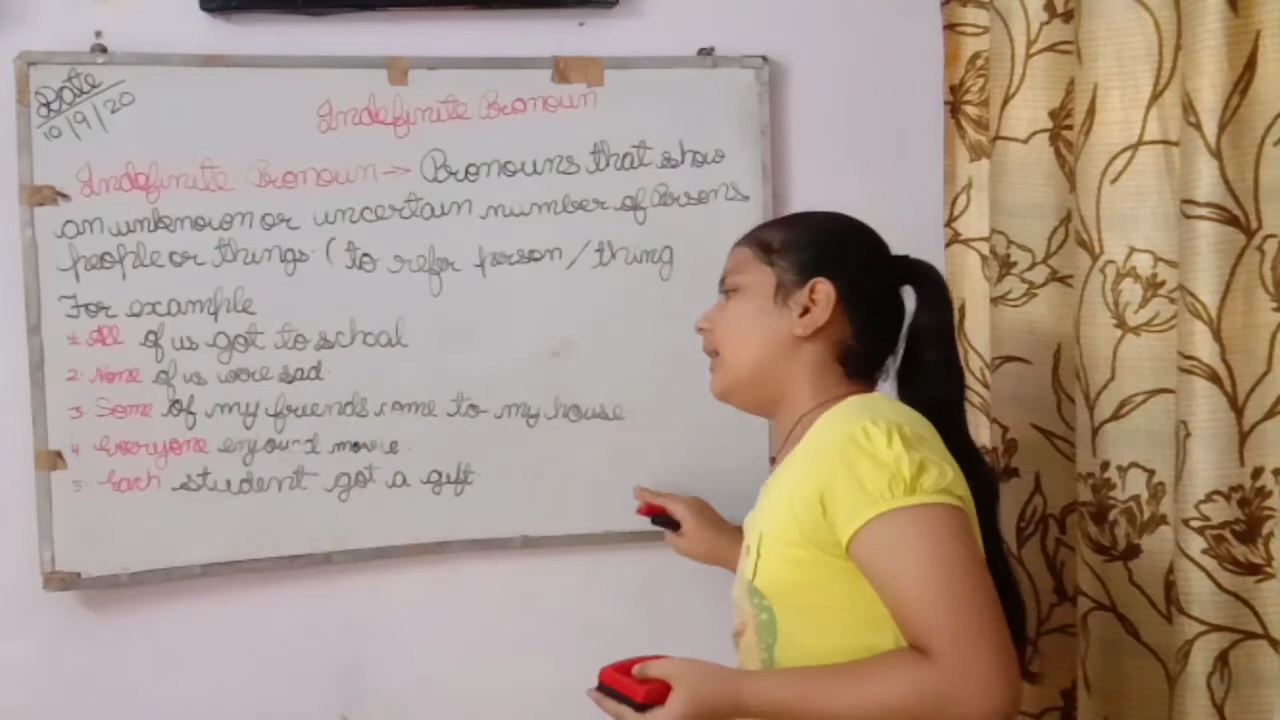 Date
10/9/20
Indefinite Pronoun
Indefinite Pronoun → Pronouns that show
an unknown or uncertain number of Persons
people or things. (to refer person/thing
For example
1. All of us got to school
2. None of us were sad.
3. Some of my friends come to my house
4 Everyone enjoyed movie.
5. Each student got a gift